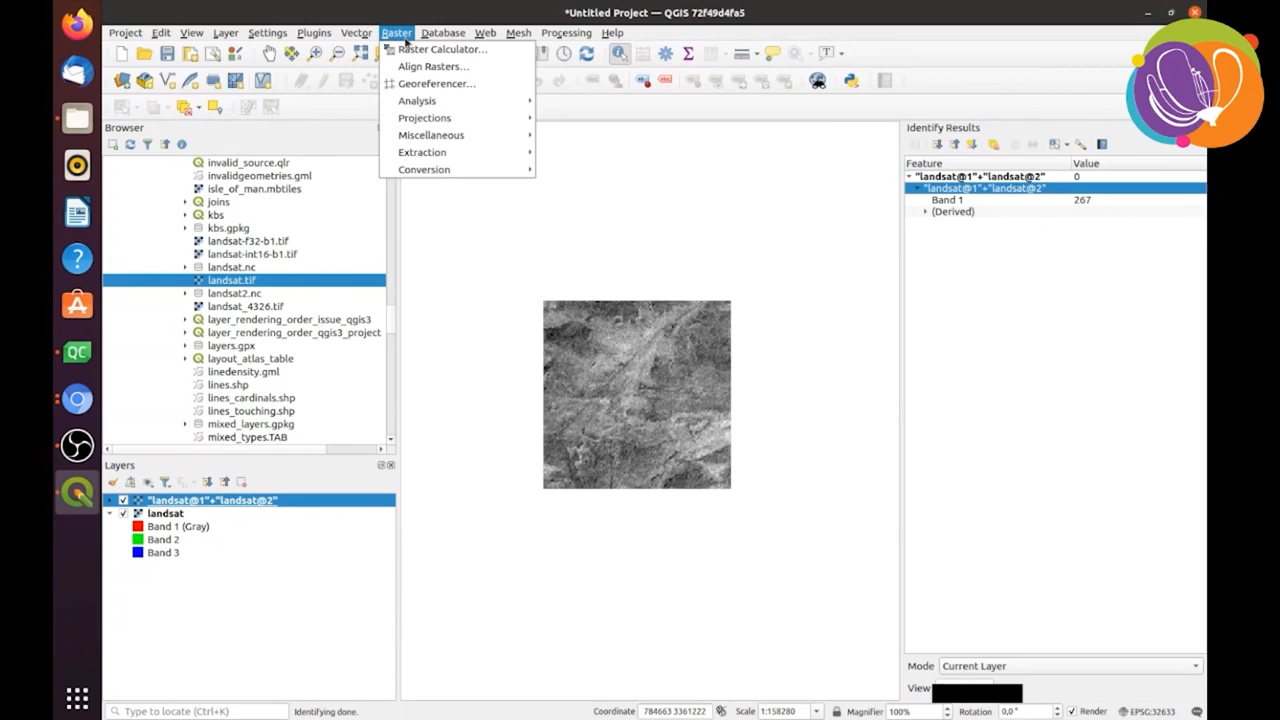 *Untitled Project — QGIS 72f49d4fa5
Project Edit View Layer Settings Plugins Vector Raster Database Web Mesh Processing Help
Raster Calculator...
Align Rasters...
Georeferencer...
Analysis
Projections
Miscellaneous
Extraction
Conversion
Browser
invalid_source.qlr
invalidgeometries.gml
isle_of_man.mbtiles
joins
kbs
kbs.gpkg
landsat-f32-b1.tif
landsat-int16-b1.tif
landsat.nc
landsat.tif
landsat2.nc
landsat_4326.tif
layer_rendering_order_issue_qgis3
layer_rendering_order_qgis3_project
layers.gpx
layout_atlas_table
linedensity.gml
lines.shp
lines_cardinals.shp
lines_touching.shp
mixed_layers.gpkg
mixed_types.TAB
Layers
"landsat@1"+"landsat@2"
landsat
Band 1 (Gray)
Band 2
Band 3
Identify Results
Feature Value
"landsat@1"+"landsat@2" 0
"landsat@1"+"landsat@2"
Band 1 267
(Derived)
Mode Current Layer
View
Type to locate (Ctrl+K) Identifying done. Coordinate 784663 3361222 Scale 1:158280 Magnifier 100% Rotation 0,0 ° Render EPSG:32633